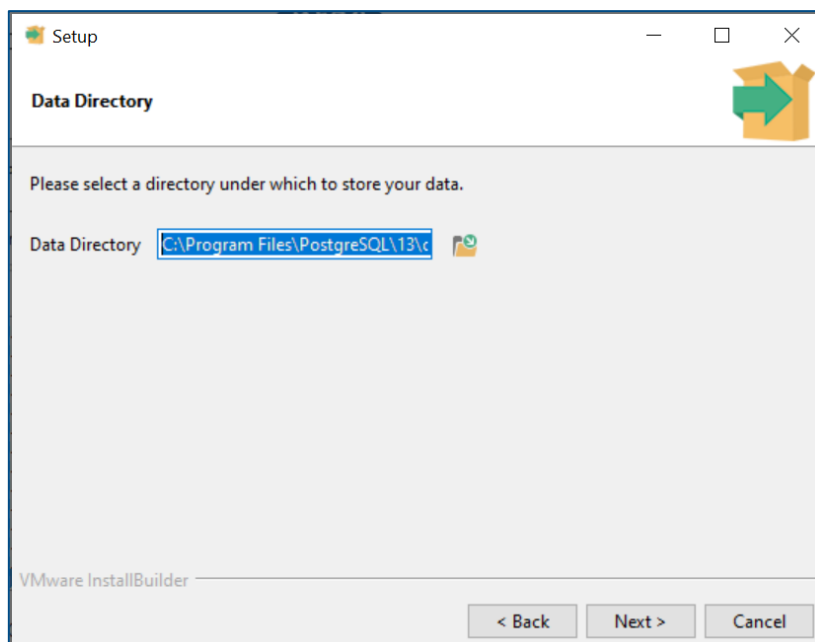 Setup
Data Directory
Please select a directory under which to store your data.
Data Directory C:\Program Files\PostgreSQL\13\d
VMware InstallBuilder
< Back Next > Cancel